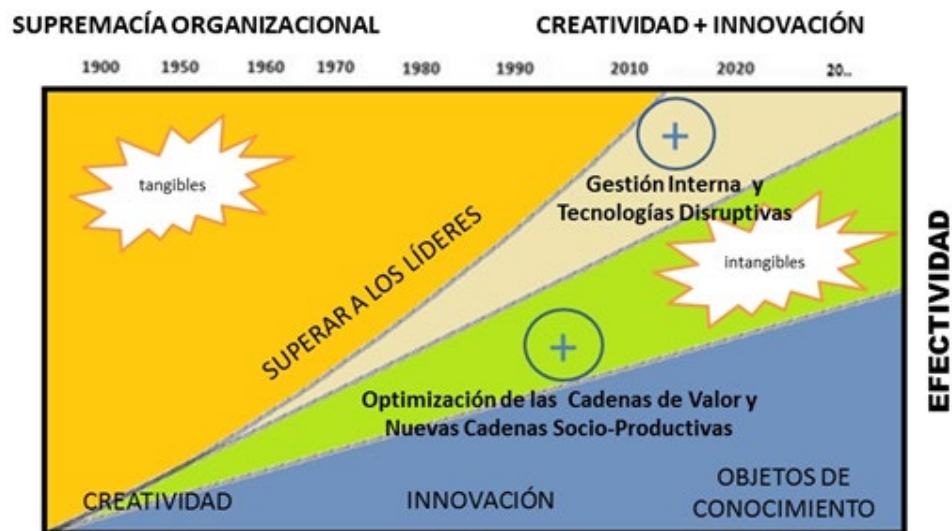 SUPREMACÍA ORGANIZACIONAL
CREATIVIDAD + INNOVACIÓN
1900 1950 1960 1970 1980 1990 2010 2020 20..
tangibles
Gestión Interna y
Tecnologías Disruptivas
SUPERAR A LOS LÍDERES
intangibles
EFECTIVIDAD
Optimización de las Cadenas de Valor y
Nuevas Cadenas Socio-Productivas
CREATIVIDAD
INNOVACIÓN
OBJETOS DE
CONOCIMIENTO